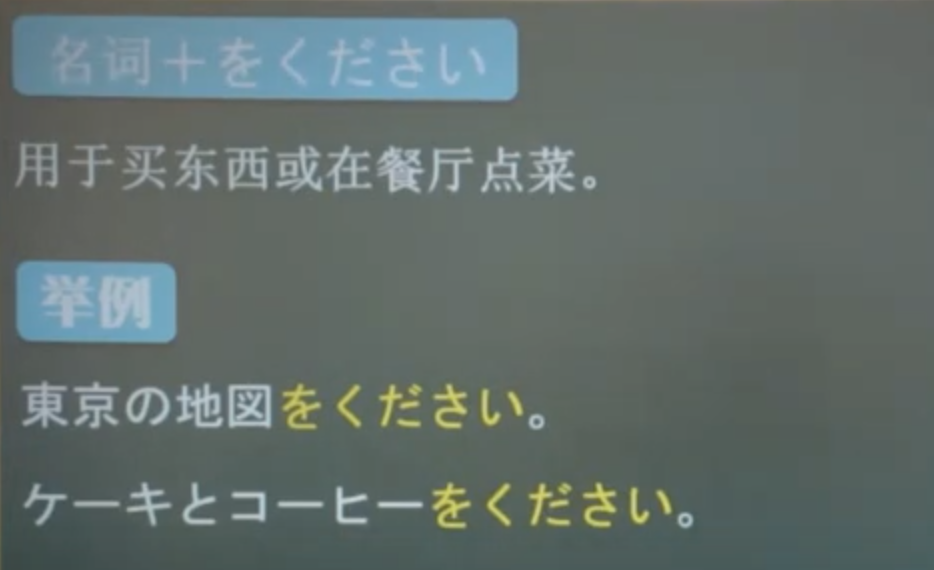 名词＋をください
用于买东西或在餐厅点菜。
举例
東京の地図をください。
ケーキとコーヒーをください。